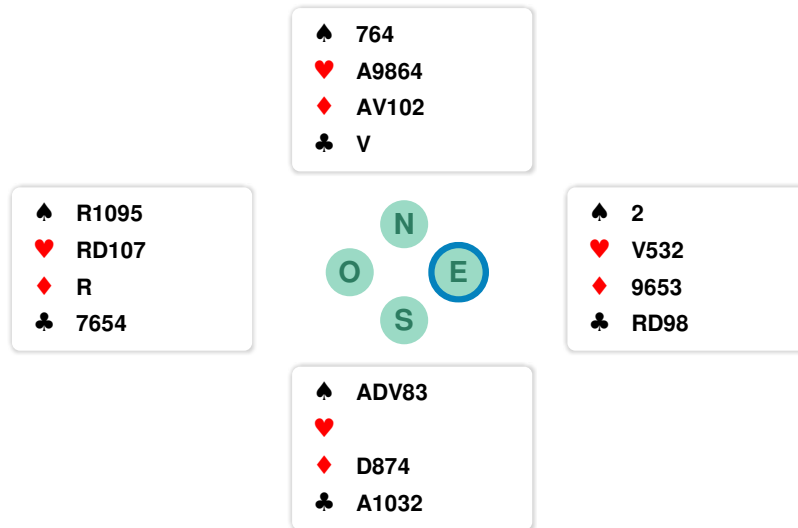 ♠ 764
♥ A9864
♦ AV102
♣ V
♠ R1095
♥ RD107
♦ R
♣ 7654
N
O E
S
♠ 2
♥ V532
♦ 9653
♣ RD98
♠ ADV83
♥
♦ D874
♣ A1032